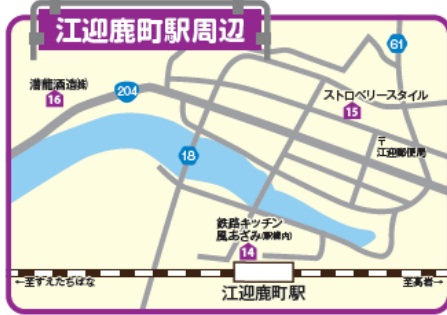 江迎鹿町駅周辺
61
潜龍酒造㈱
16
204
ストロベリースタイル
15
〒
江迎郵便局
18
鉄路キッチン
風あざみ(駅構内)
14
←至すえたちばな
至高岩→
江迎鹿町駅